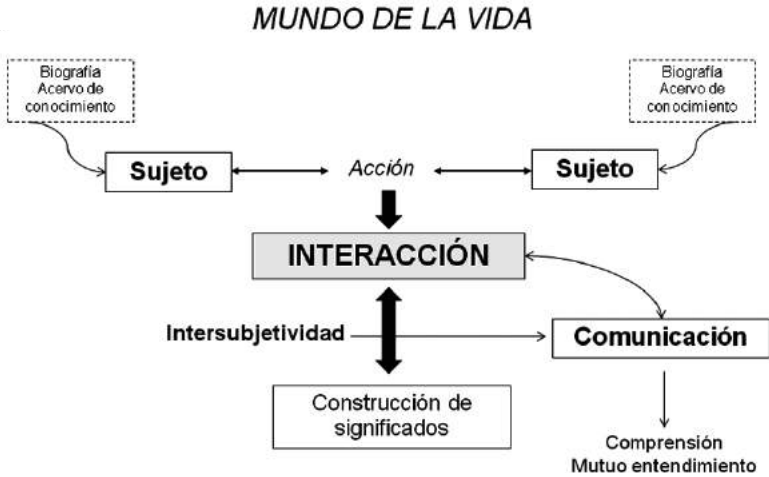 MUNDO DE LA VIDA
Biografía
Acervo de
conocimiento
Biografía
Acervo de
conocimiento
Sujeto
Acción
Sujeto
INTERACCIÓN
Intersubjetividad
Comunicación
Construcción de
significados
Comprensión
Mutuo entendimiento